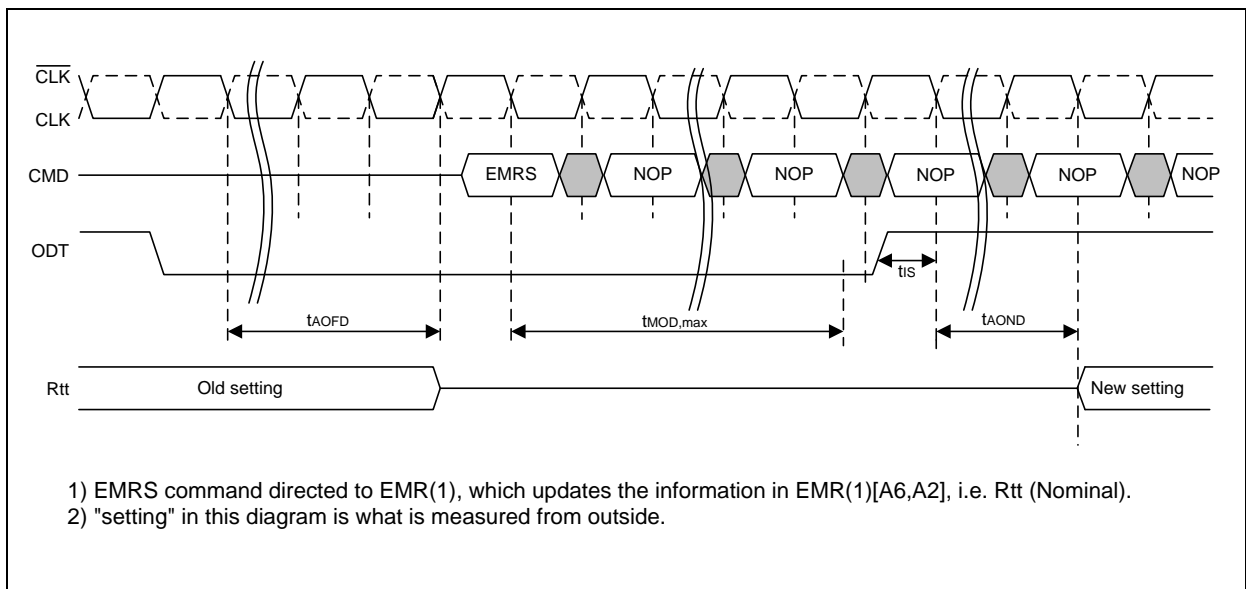 CLK
CLK
CMD EMRS NOP NOP NOP NOP NOP
ODT
tIS
tAOFD tMOD,max tAOND
Rtt Old setting New setting
1) EMRS command directed to EMR(1), which updates the information in EMR(1)[A6,A2], i.e. Rtt (Nominal).
2) "setting" in this diagram is what is measured from outside.